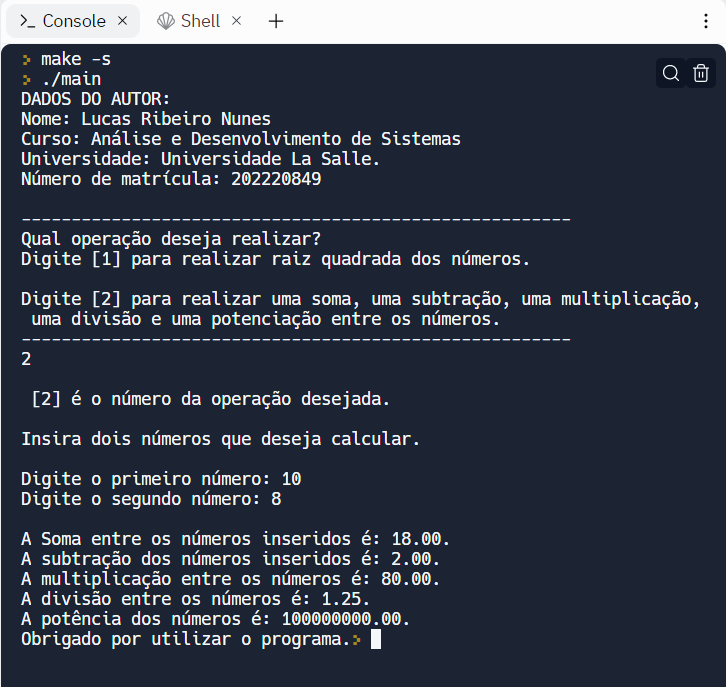 Console × Shell × +
> make -s
> ./main
DADOS DO AUTOR:
Nome: Lucas Ribeiro Nunes
Curso: Análise e Desenvolvimento de Sistemas
Universidade: Universidade La Salle.
Número de matrícula: 202220849
-------------------------------------------------------
Qual operação deseja realizar?
Digite [1] para realizar raiz quadrada dos números.
Digite [2] para realizar uma soma, uma subtração, uma multiplicação,
uma divisão e uma potenciação entre os números.
-------------------------------------------------------
2
[2] é o número da operação desejada.
Insira dois números que deseja calcular.
Digite o primeiro número: 10
Digite o segundo número: 8
A Soma entre os números inseridos é: 18.00.
A subtração dos números inseridos é: 2.00.
A multiplicação entre os números é: 80.00.
A divisão entre os números é: 1.25.
A potência dos números é: 100000000.00.
Obrigado por utilizar o programa.>